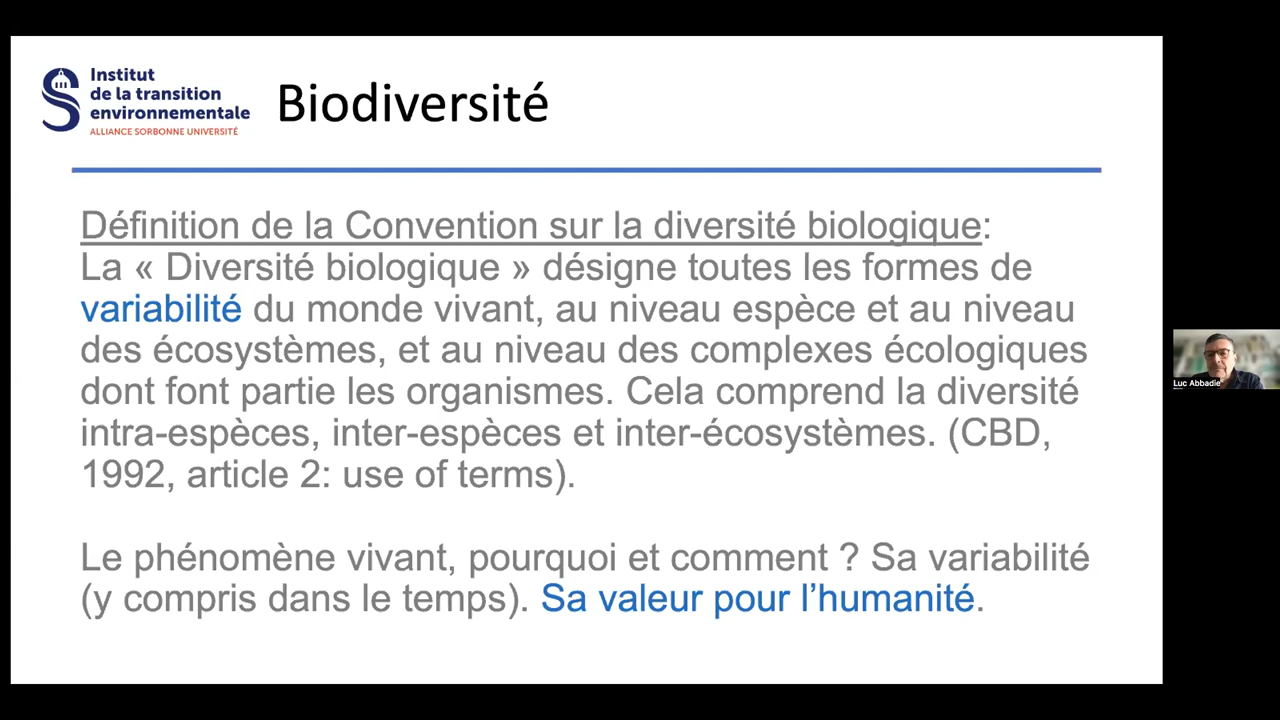 Institut
de la transition
environnementale
ALLIANCE SORBONNE UNIVERSITÉ
Biodiversité
Définition de la Convention sur la diversité biologique:
La « Diversité biologique » désigne toutes les formes de
variabilité du monde vivant, au niveau espèce et au niveau
des écosystèmes, et au niveau des complexes écologiques
dont font partie les organismes. Cela comprend la diversité
intra-espèces, inter-espèces et inter-écosystèmes. (CBD,
1992, article 2: use of terms).
Le phénomène vivant, pourquoi et comment ? Sa variabilité
(y compris dans le temps). Sa valeur pour l’humanité.
Luc Abbadie